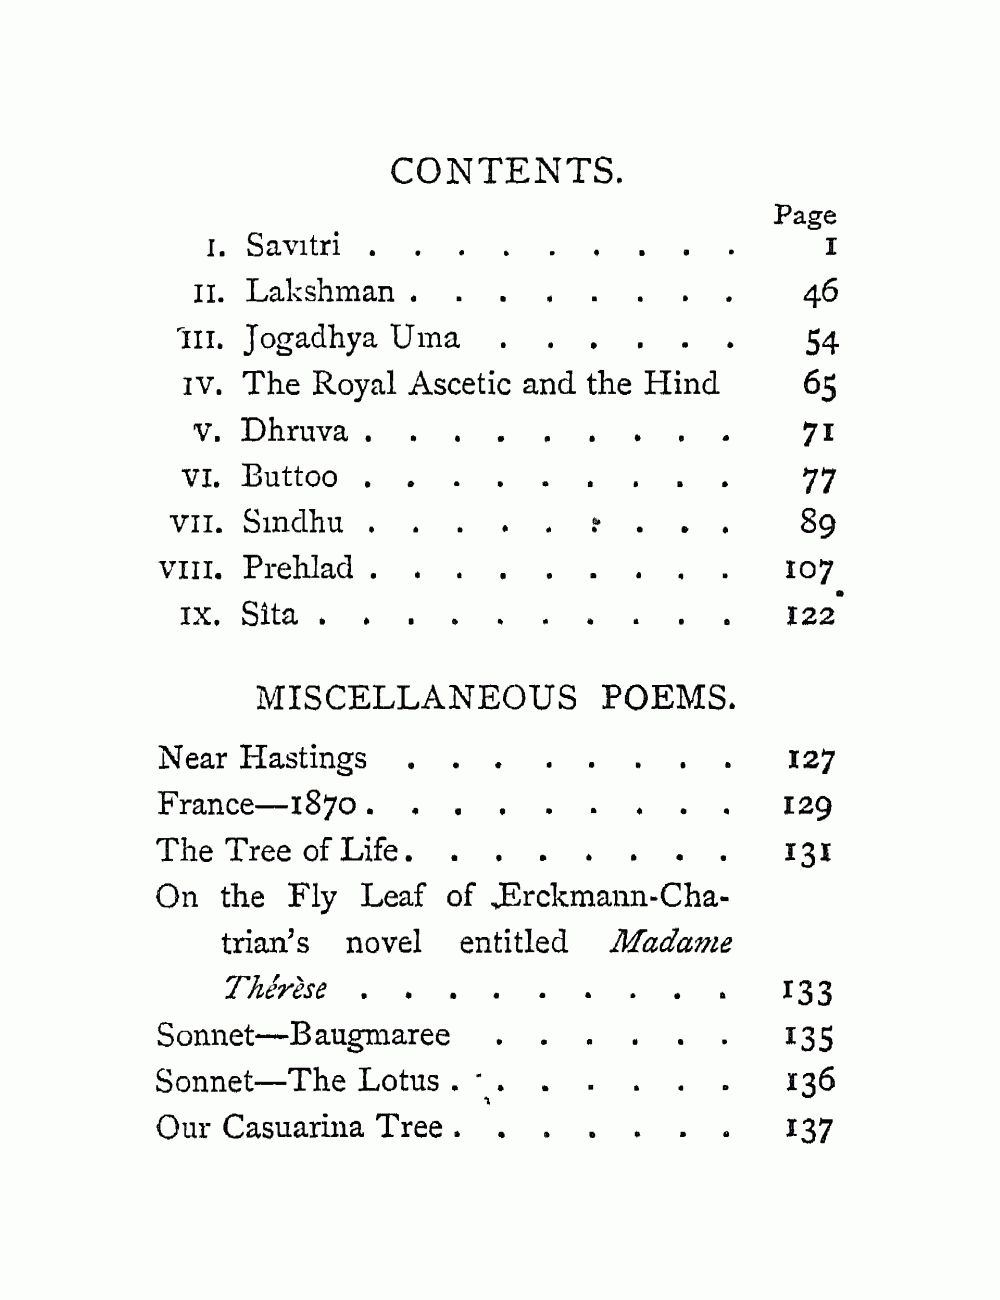 CONTENTS.
Page
I. Savitri . . . . . . . . . 1
II. Lakshman . . . . . . . . 46
III. Jogadhya Uma . . . . . . 54
IV. The Royal Ascetic and the Hind 65
V. Dhruva . . . . . . . . . 71
VI. Buttoo . . . . . . . . . 77
VII. Sindhu . . . . . . . . . 89
VIII. Prehlad . . . . . . . . . 107
IX. Sîta . . . . . . . . . . 122
MISCELLANEOUS POEMS.
Near Hastings . . . . . . . . 127
France—1870 . . . . . . . . . 129
The Tree of Life . . . . . . . . 131
On the Fly Leaf of Erckmann-Cha-
trian's novel entitled Madame
Thérèse . . . . . . . . . 133
Sonnet—Baugmaree . . . . . . 135
Sonnet—The Lotus . . . . . . . 136
Our Casuarina Tree . . . . . . . 137